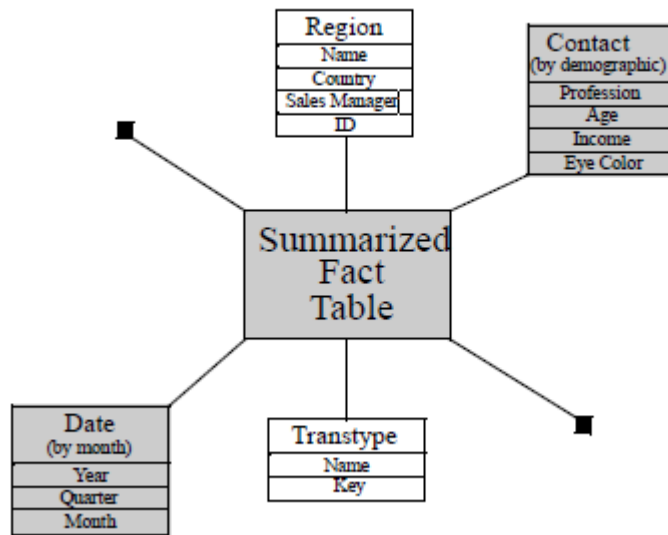 Region
Name
Country
Sales Manager
ID
Contact
(by demographic)
Profession
Age
Income
Eye Color
Summarized
Fact
Table
Date
(by month)
Year
Quarter
Month
Transtype
Name
Key